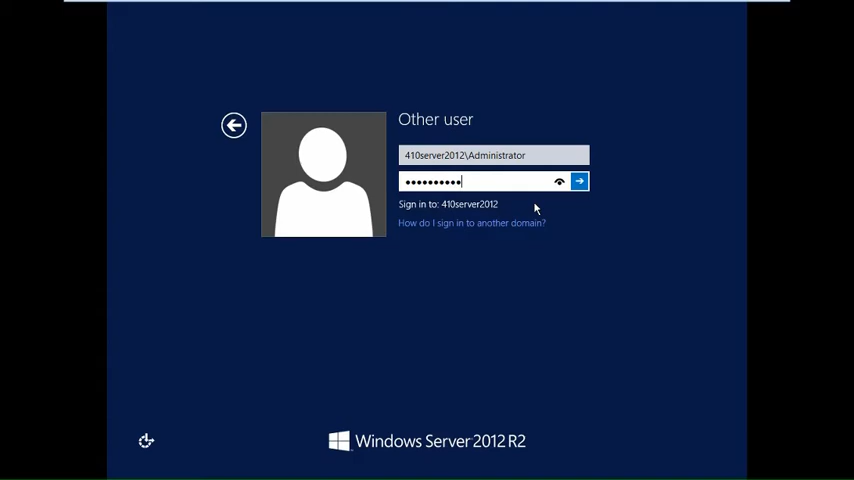 Other user
410server2012\Administrator
••••••••••
Sign in to: 410server2012
How do I sign in to another domain?
Windows Server 2012 R2